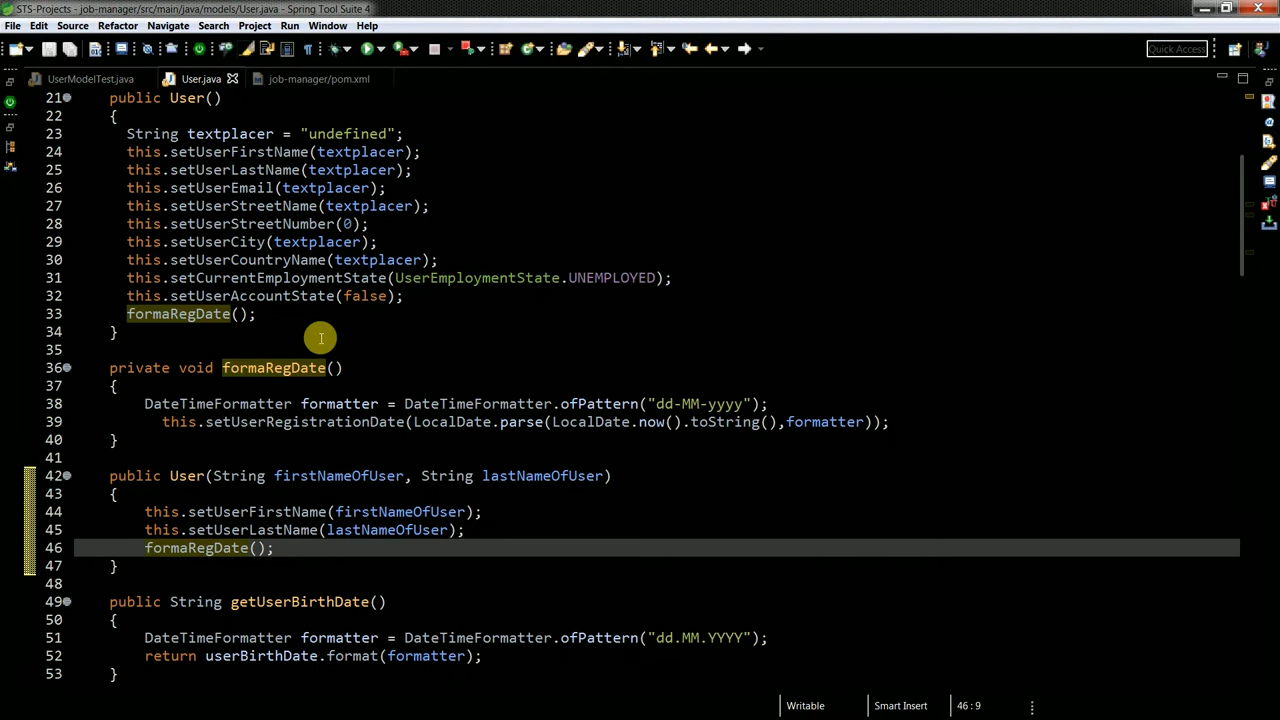 STS-Projects - job-manager/src/main/java/models/User.java - Spring Tool Suite 4
File Edit Source Refactor Navigate Search Project Run Window Help
Quick Access
UserModelTest.java User.java job-manager/pom.xml
21 public User()
22 {
23 String textplacer = "undefined";
24 this.setUserFirstName(textplacer);
25 this.setUserLastName(textplacer);
26 this.setUserEmail(textplacer);
27 this.setUserStreetName(textplacer);
28 this.setUserStreetNumber(0);
29 this.setUserCity(textplacer);
30 this.setUserCountryName(textplacer);
31 this.setCurrentEmploymentState(UserEmploymentState.UNEMPLOYED);
32 this.setUserAccountState(false);
33 formaRegDate();
34 }
35
36 private void formaRegDate()
37 {
38 DateTimeFormatter formatter = DateTimeFormatter.ofPattern("dd-MM-yyyy");
39 this.setUserRegistrationDate(LocalDate.parse(LocalDate.now().toString(),formatter));
40 }
41
42 public User(String firstNameOfUser, String lastNameOfUser)
43 {
44 this.setUserFirstName(firstNameOfUser);
45 this.setUserLastName(lastNameOfUser);
46 formaRegDate();
47 }
48
49 public String getUserBirthDate()
50 {
51 DateTimeFormatter formatter = DateTimeFormatter.ofPattern("dd.MM.YYYY");
52 return userBirthDate.format(formatter);
53 }
Writable Smart Insert 46 : 9